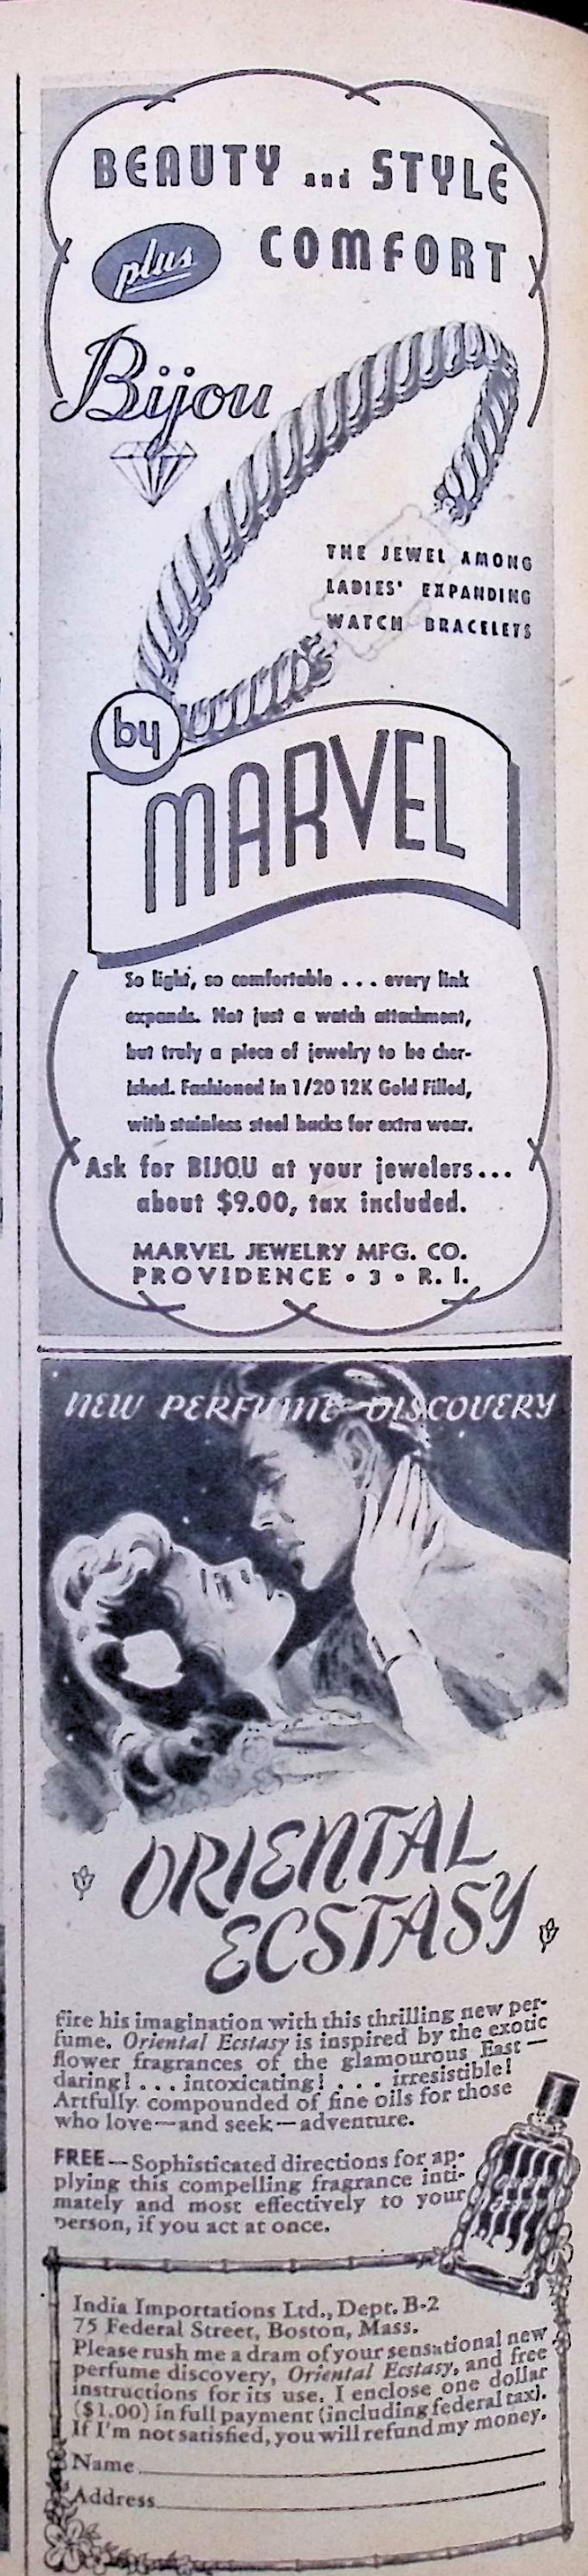 BEAUTY and STYLE
plus COMFORT
Bijou
THE JEWEL AMONG
LADIES' EXPANDING
WATCH BRACELETS
by
MARVEL
So light, so comfortable . . . every link
expands. Not just a watch attachment,
but truly a piece of jewelry to be cher-
ished. Fashioned in 1/20 12K Gold Filled,
with stainless steel backs for extra wear.
Ask for BIJOU at your jewelers...
about $9.00, tax included.
MARVEL JEWELRY MFG. CO.
PROVIDENCE • 3 • R. I.
NEW PERFUME DISCOVERY
ORIENTAL
ECSTASY
Fire his imagination with this thrilling new per-
fume. Oriental Ecstasy is inspired by the exotic
flower fragrances of the glamourous East—
daring! . . . intoxicating! . . . irresistible!
Artfully compounded of fine oils for those
who love—and seek—adventure.
FREE—Sophisticated directions for ap-
plying this compelling fragrance inti-
mately and most effectively to your
person, if you act at once.
India Importations Ltd., Dept. B-2
75 Federal Street, Boston, Mass.
Please rush me a dram of your sensational new
perfume discovery, Oriental Ecstasy, and free
instructions for its use. I enclose one dollar
($1.00) in full payment (including federal tax).
If I'm not satisfied, you will refund my money.
Name
Address